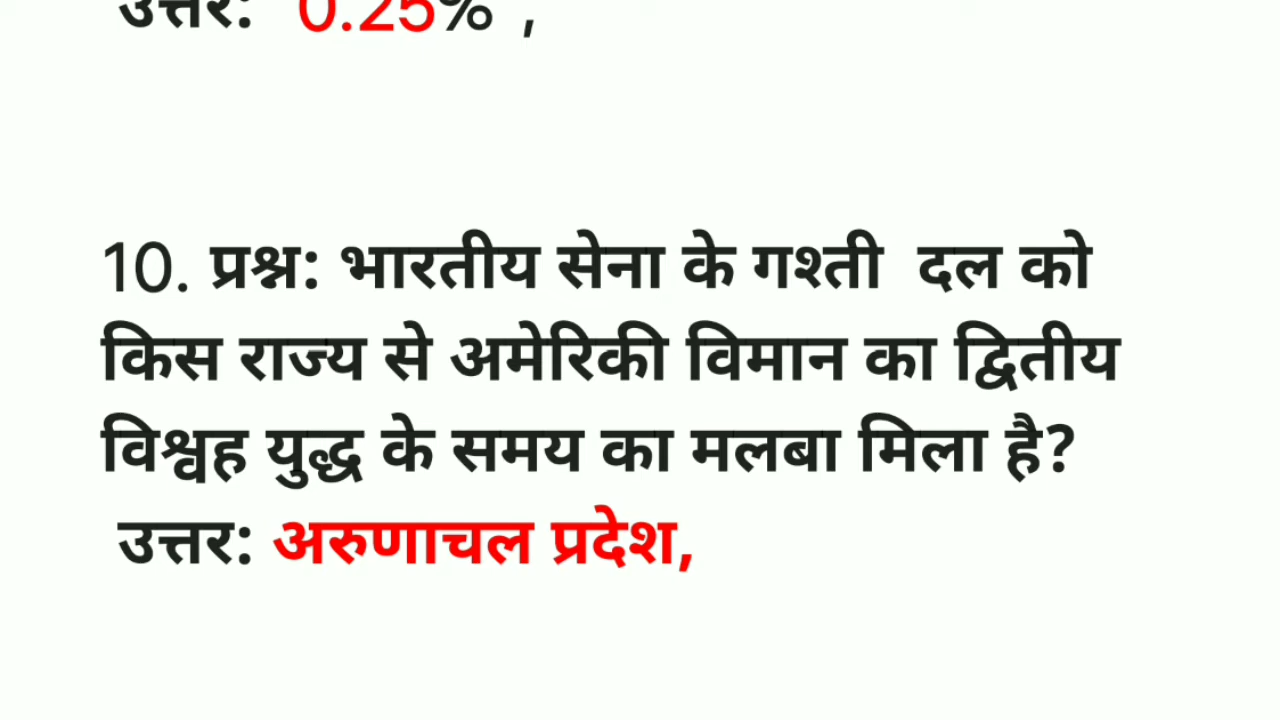 उत्तर: 0.25% ,
10. प्रश्न: भारतीय सेना के गश्ती दल को
किस राज्य से अमेरिकी विमान का द्वितीय
विश्वह युद्ध के समय का मलबा मिला है?
उत्तर: अरुणाचल प्रदेश,